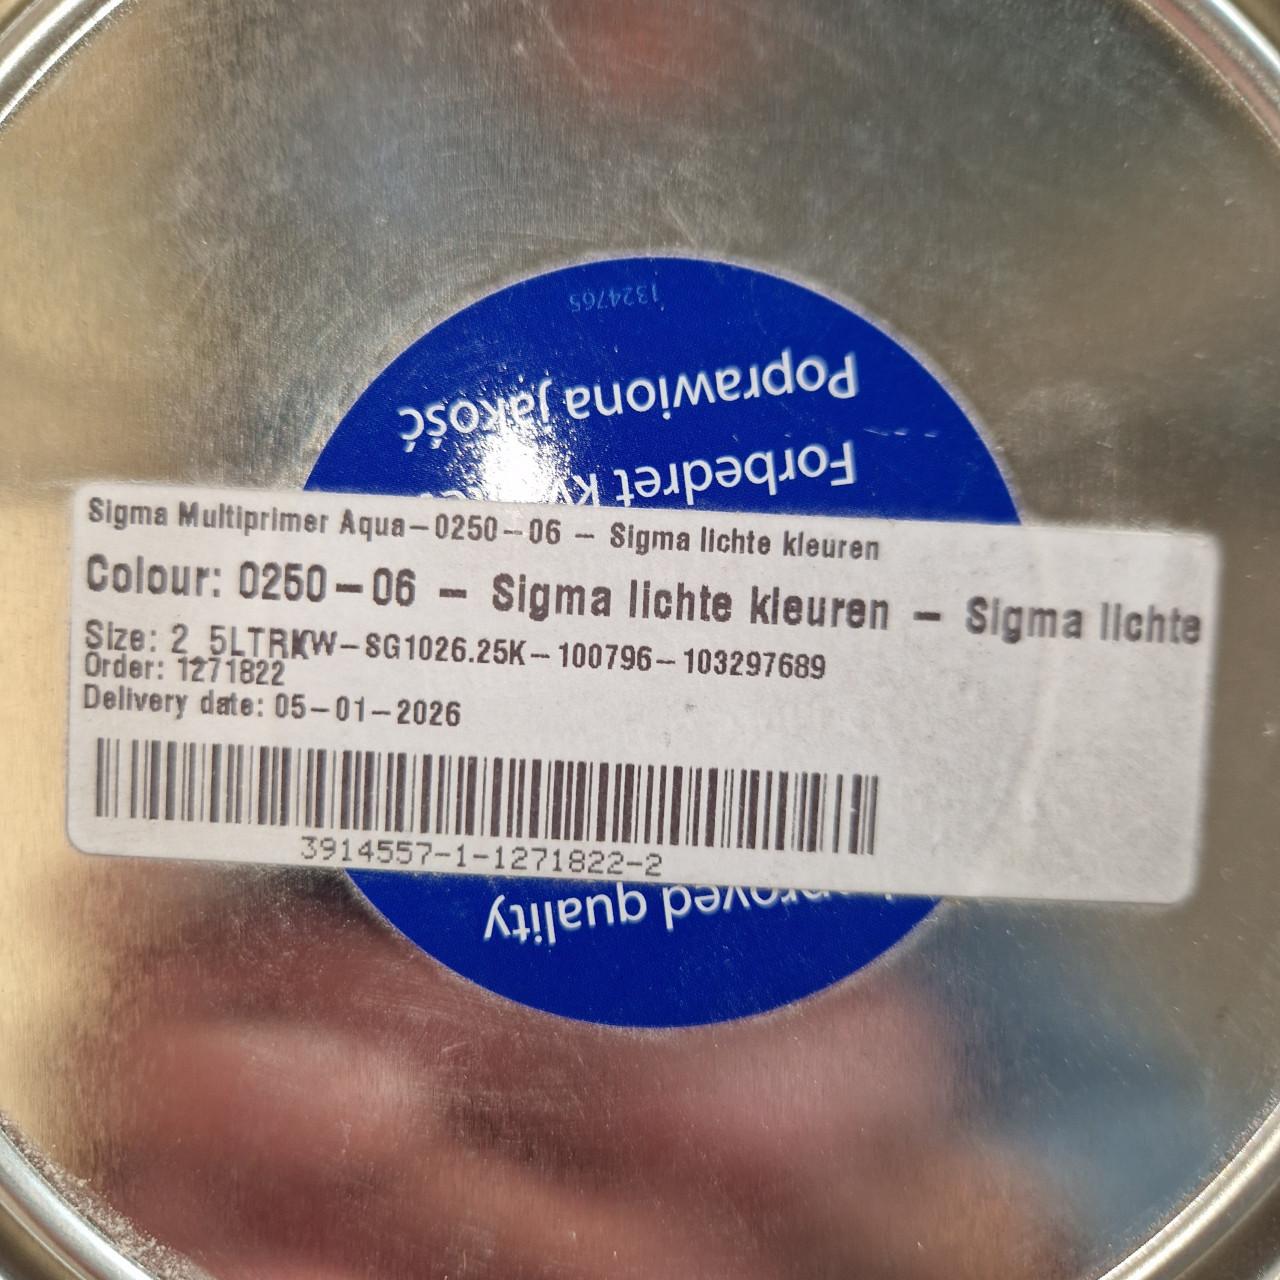 1324765
Poprawiona jakość
Forbedret
Sigma Multiprimer Aqua-0250-06 - Sigma lichte kleuren
Colour: 0250-06 - Sigma lichte kleuren - Sigma lichte
Size: 2,5LTRKW-SG1026.25K-100796-103297689
Order: 1271822
Delivery date: 05-01-2026
3914557-1-1271822-2
quality